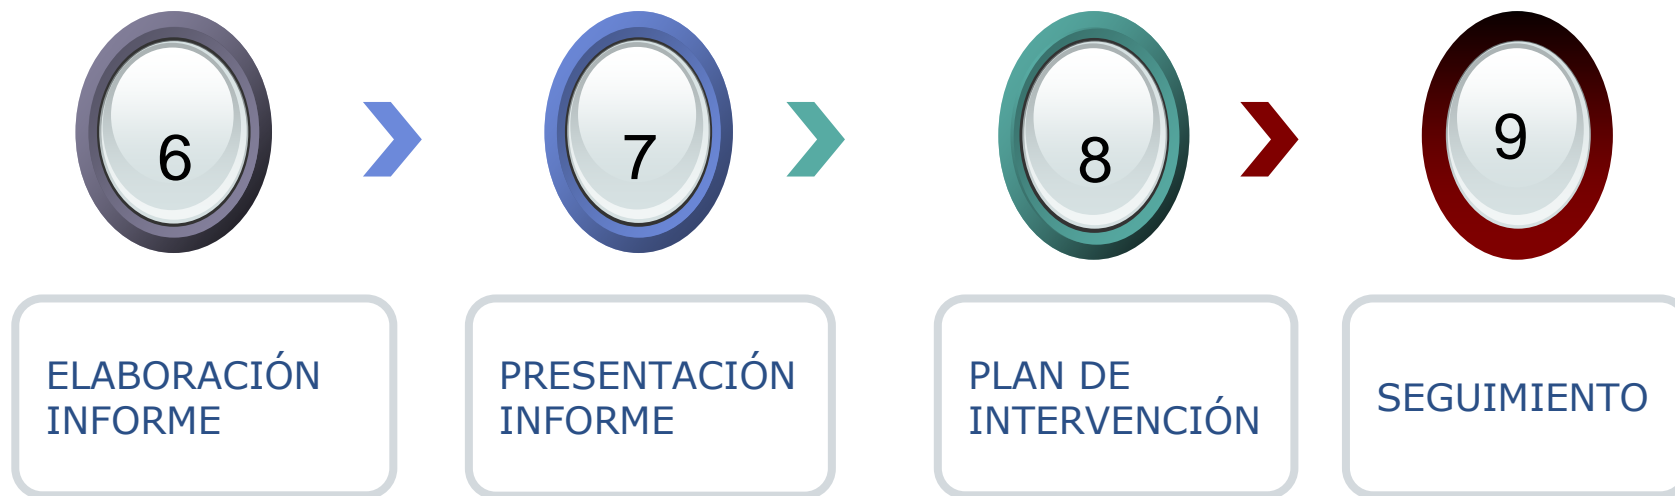 6
7
8
9
ELABORACIÓN
INFORME
PRESENTACIÓN
INFORME
PLAN DE
INTERVENCIÓN
SEGUIMIENTO